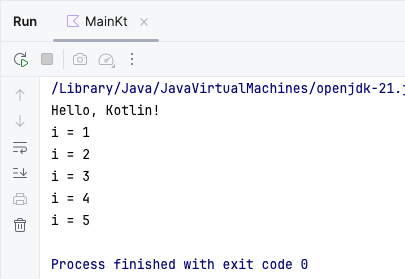 Run MainKt
/Library/Java/JavaVirtualMachines/openjdk-21.
Hello, Kotlin!
i = 1
i = 2
i = 3
i = 4
i = 5
Process finished with exit code 0